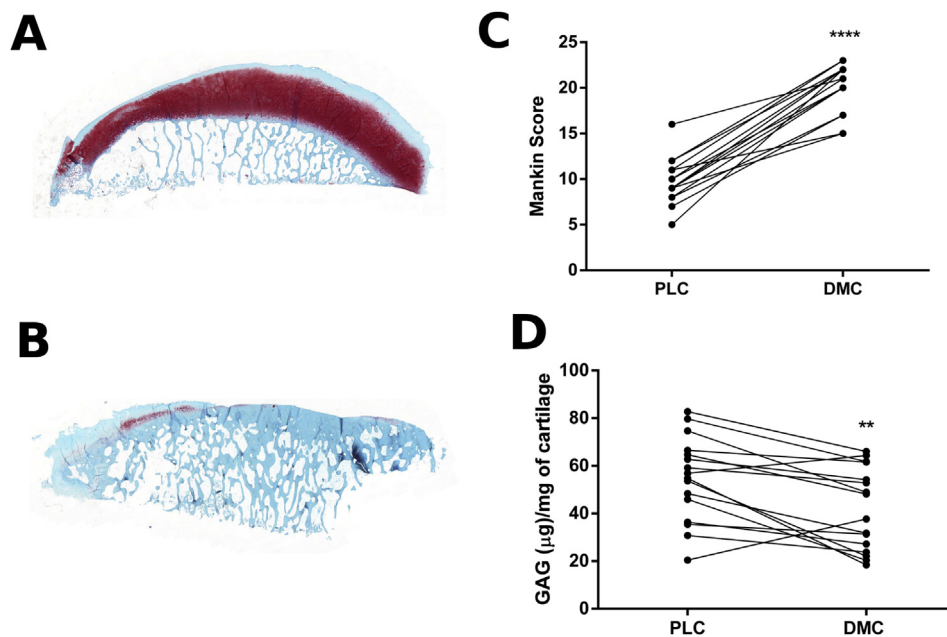 A
B
C
****
Mankin Score
25
20
15
10
5
0
PLC
DMC
D
**
GAG (μg)/mg of cartilage
100
80
60
40
20
0
PLC
DMC